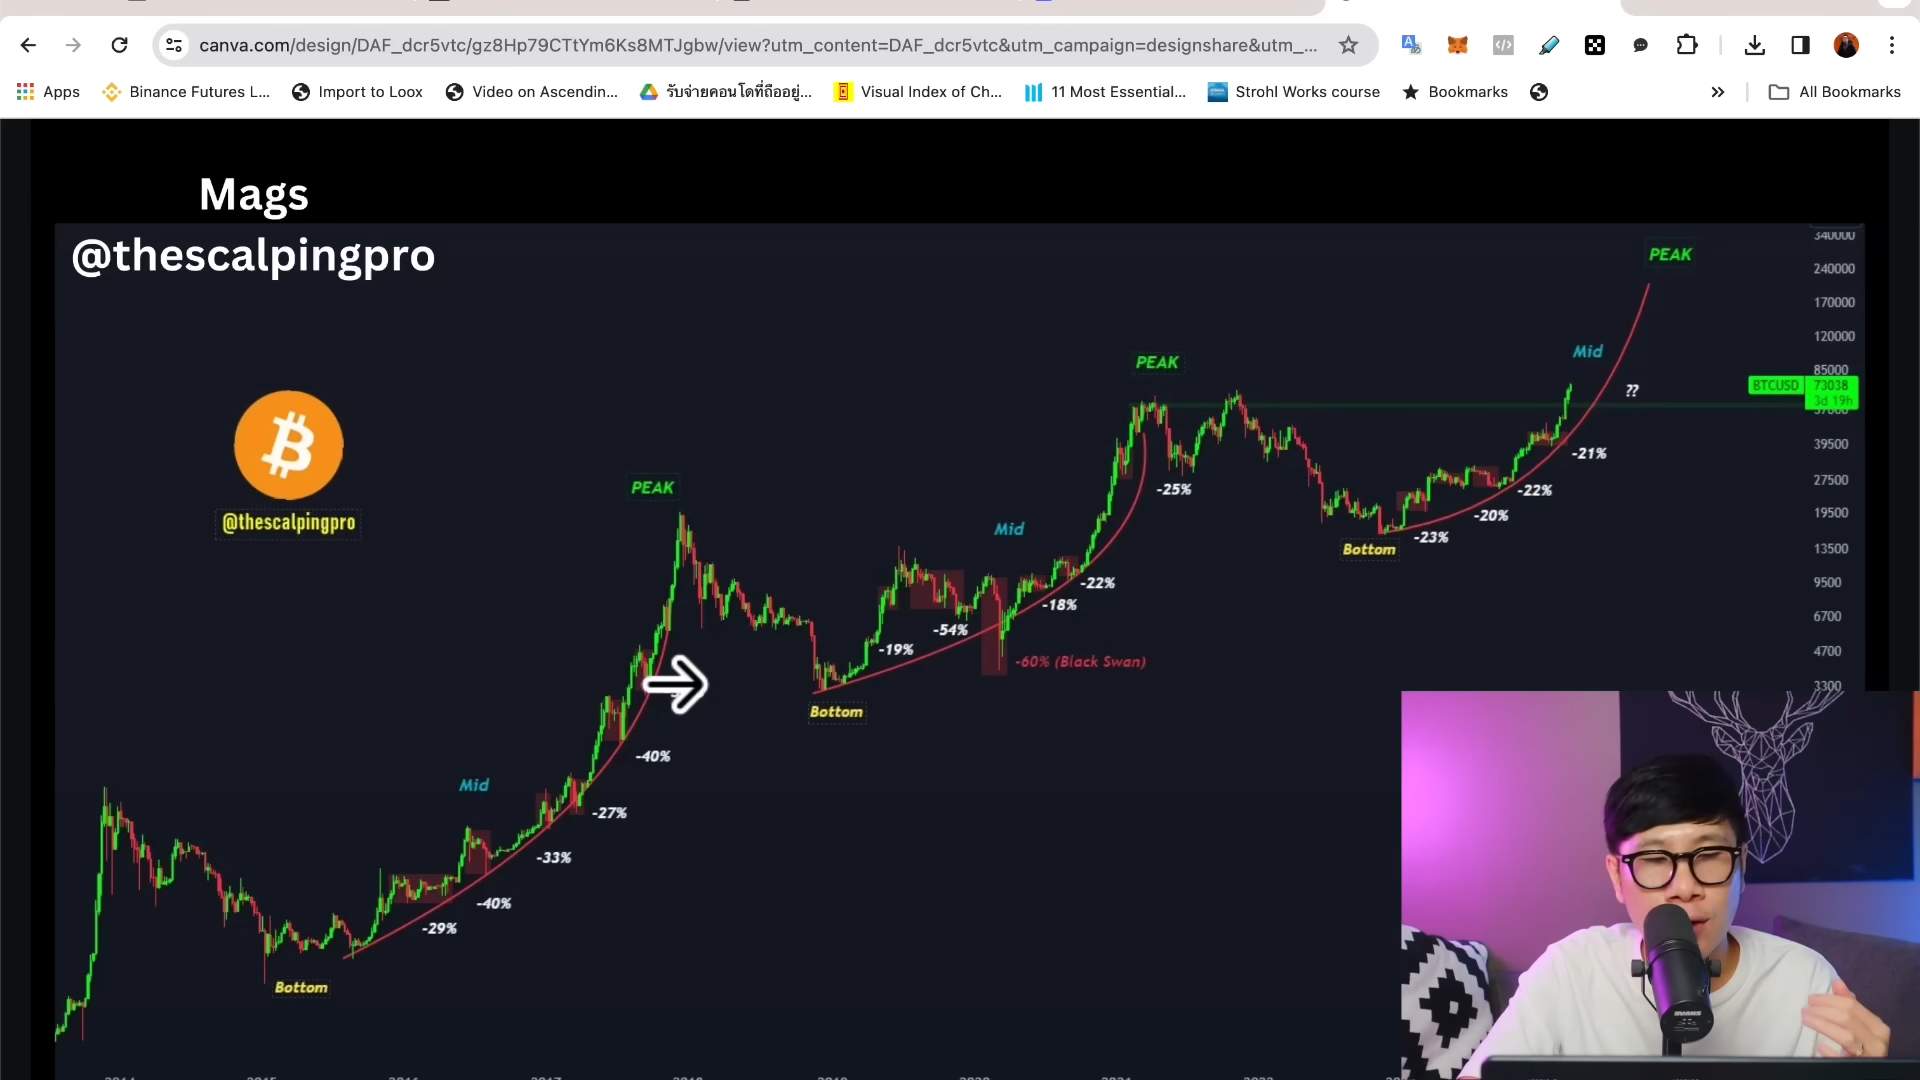 canva.com/design/DAF_dcr5vtc/gz8Hp79CTtYm6Ks8MTJgbw/view?utm_content=DAF_dcr5vtc&utm_campaign=designshare&utm_...
Apps
Binance Futures L...
Import to Loox
Video on Ascendin...
รับจ่ายคอนโดที่ถืออยู่...
Visual Index of Ch...
11 Most Essential...
Strohl Works course
Bookmarks
All Bookmarks
Mags
@thescalpingpro
340000
PEAK
240000
170000
120000
Mid
PEAK
85000
BTCUSD 73038
3d 19h
??
39500
-21%
27500
PEAK
-25%
-22%
19500
@thescalpingpro
-20%
Mid
-23%
13500
Bottom
9500
-22%
-18%
6700
-54%
-19%
4700
-60% (Black Swan)
3300
Bottom
-40%
Mid
-27%
-33%
-40%
-29%
Bottom